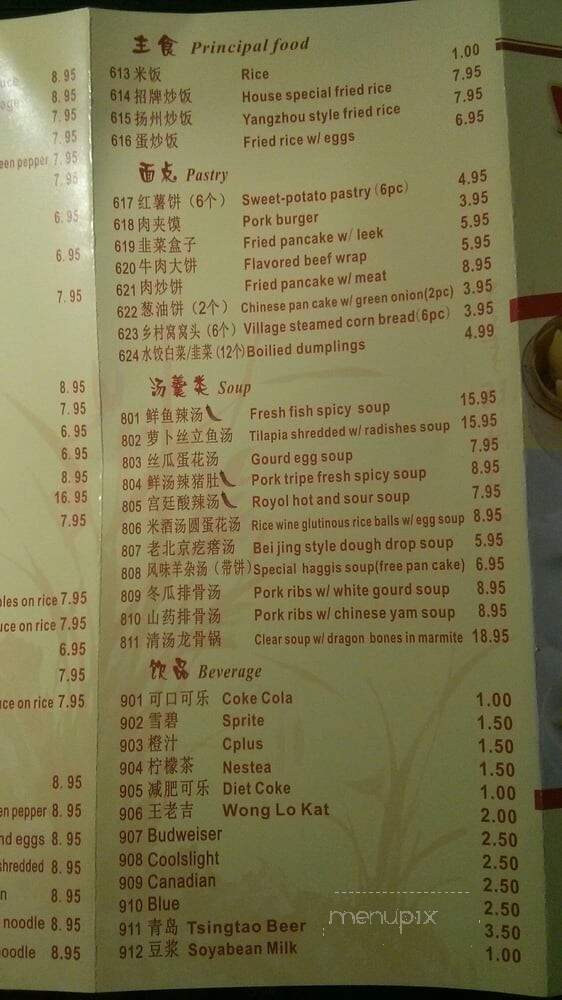 uce 8.95
age 8.95
7.95
7.95
een pepper 7.95
7.95
6.95
6.95
7.95
8.95
7.95
6.95
6.95
8.95
16.95
7.95
bles on rice 7.95
uce on rice 7.95
6.95
7.95
uce on rice 7.95
8.95
en pepper 8.95
nd eggs 8.95
shredded 8.95
n 8.95
noodle 8.95
oodle 8.95
主食 Principal food
613 米饭 Rice 1.00
614 招牌炒饭 House special fried rice 7.95
615 扬州炒饭 Yangzhou style fried rice 7.95
616 蛋炒饭 Fried rice w/ eggs 6.95
面点 Pastry
617 红薯饼（6个） Sweet-potato pastry（6pc） 4.95
618 肉夹馍 Pork burger 3.95
619 韭菜盒子 Fried pancake w/ leek 5.95
620 牛肉大饼 Flavored beef wrap 5.95
621 肉炒饼 Fried pancake w/ meat 8.95
622 葱油饼（2个） Chinese pan cake w/ green onion(2pc) 3.95
623 乡村窝窝头（6个） Village steamed corn bread(6pc) 3.95
624 水饺白菜/韭菜 (12个) Boilied dumplings 4.99
汤羹类 Soup
801 鲜鱼辣汤 Fresh fish spicy soup 15.95
802 萝卜丝立鱼汤 Tilapia shredded w/ radishes soup 15.95
803 丝瓜蛋花汤 Gourd egg soup 7.95
804 鲜汤辣猪肚 Pork tripe fresh spicy soup 8.95
805 宫廷酸辣汤 Royol hot and sour soup 7.95
806 米酒汤圆蛋花汤 Rice wine glutinous rice balls w/ egg soup 8.95
807 老北京疙瘩汤 Bei jing style dough drop soup 5.95
808 风味羊杂汤（带饼） Special haggis soup(free pan cake) 6.95
809 冬瓜排骨汤 Pork ribs w/ white gourd soup 8.95
810 山药排骨汤 Pork ribs w/ chinese yam soup 8.95
811 清汤龙骨锅 Clear soup w/ dragon bones in marmite 18.95
饮品 Beverage
901 可口可乐 Coke Cola 1.00
902 雪碧 Sprite 1.50
903 橙汁 Cplus 1.50
904 柠檬茶 Nestea 1.50
905 减肥可乐 Diet Coke 1.00
906 王老吉 Wong Lo Kat 2.00
907 Budweiser 2.50
908 Coolslight 2.50
909 Canadian 2.50
910 Blue 2.50
911 青岛 Tsingtao Beer 3.50
912 豆浆 Soyabean Milk 1.00
menupix